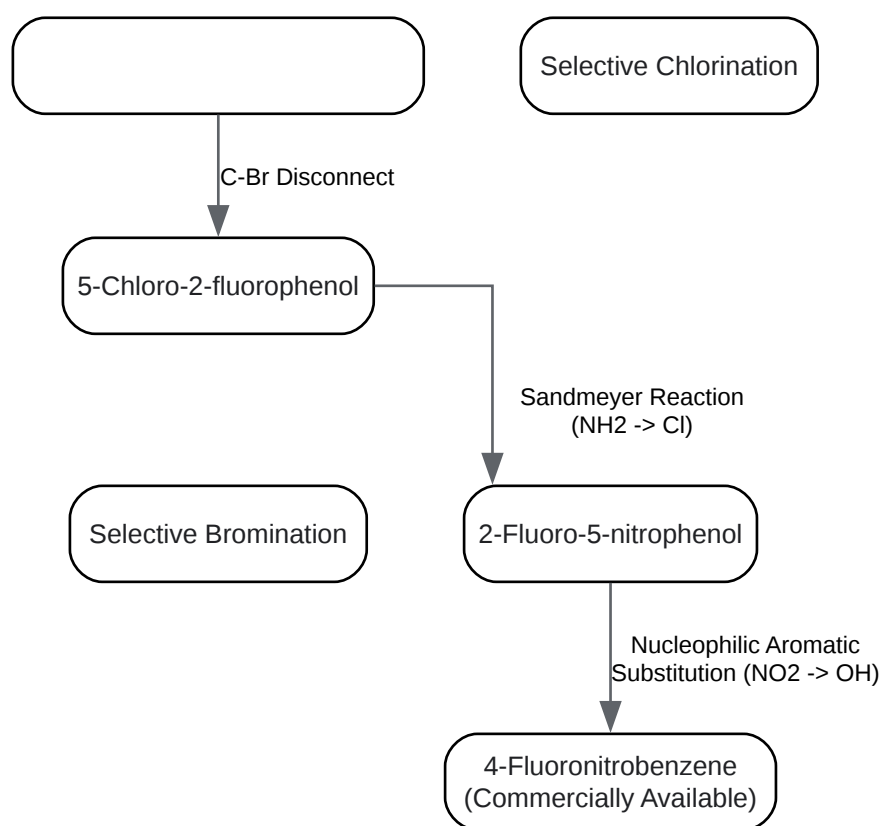 Selective Chlorination
C-Br Disconnect
5-Chloro-2-fluorophenol
Sandmeyer Reaction
(NH2 -> Cl)
Selective Bromination
2-Fluoro-5-nitrophenol
Nucleophilic Aromatic
Substitution (NO2 -> OH)
4-Fluoronitrobenzene
(Commercially Available)